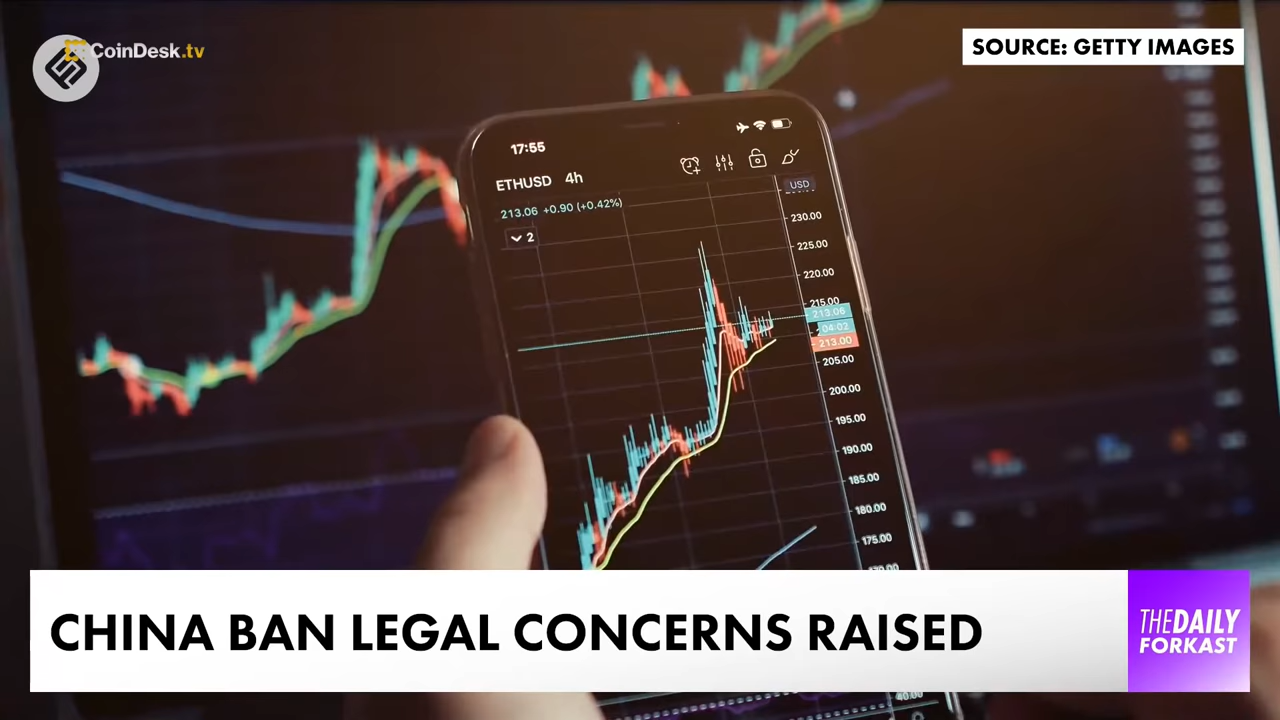 CoinDesk.tv
SOURCE: GETTY IMAGES
17:55
ETHUSD 4h
213.06 +0.90 (+0.42%)
2
USD
230.00
225.00
220.00
215.00
213.06
04:02
213.00
205.00
200.00
195.00
190.00
185.00
180.00
175.00
CHINA BAN LEGAL CONCERNS RAISED
THE DAILY
FORKAST
40.00